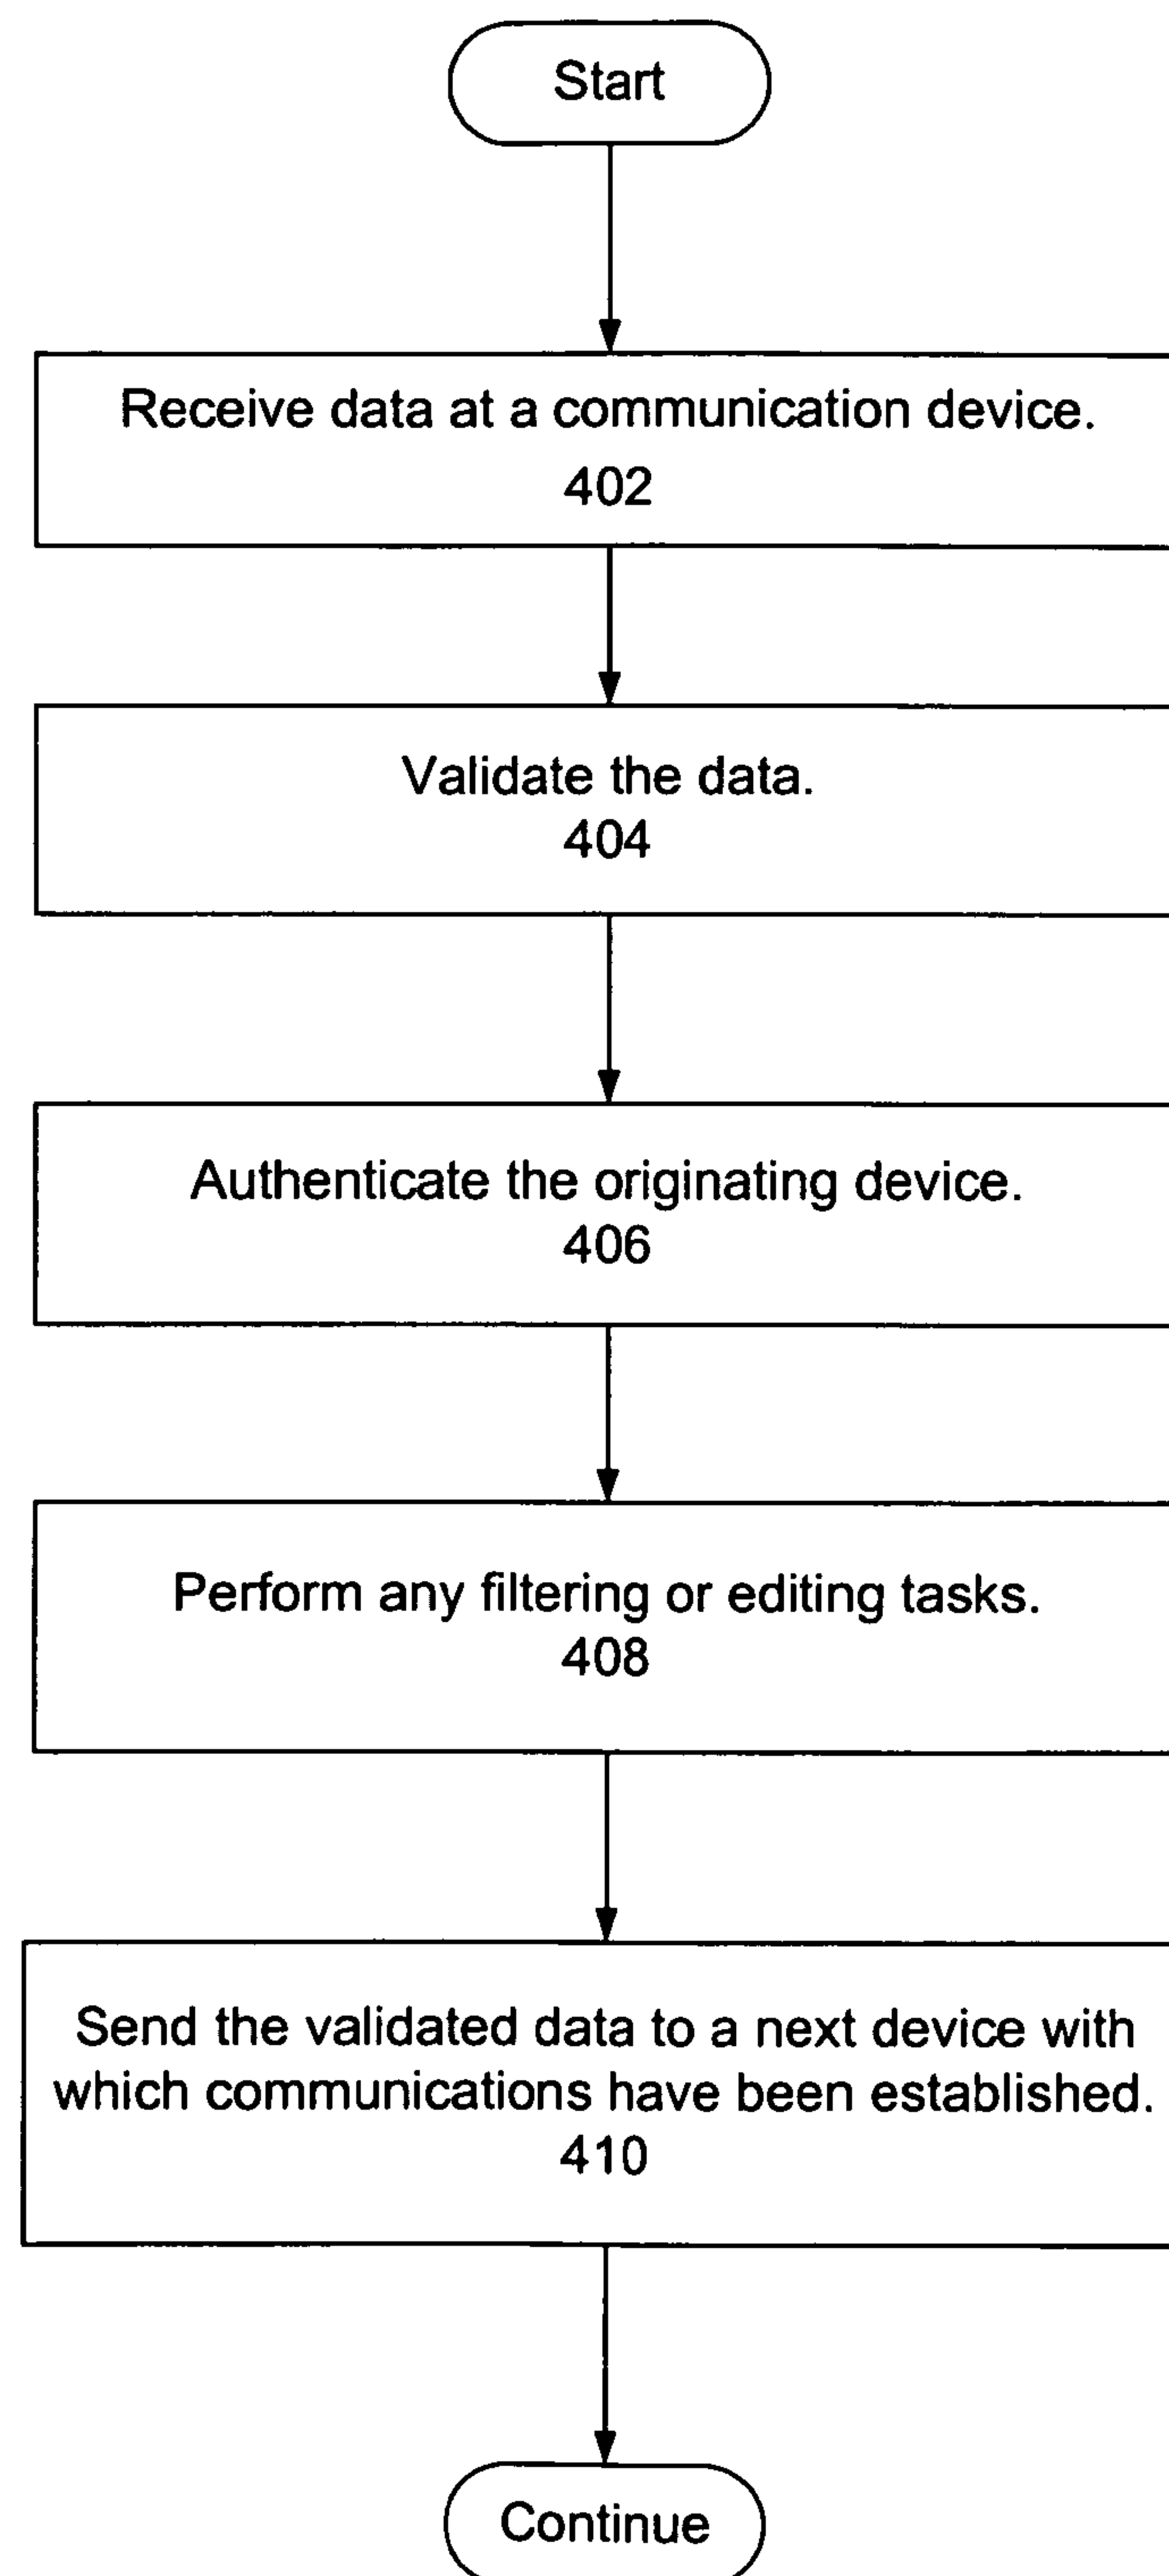 Start
Receive data at a communication device.
402
Validate the data.
404
Authenticate the originating device.
406
Perform any filtering or editing tasks.
408
Send the validated data to a next device with
which communications have been established.
410
Continue